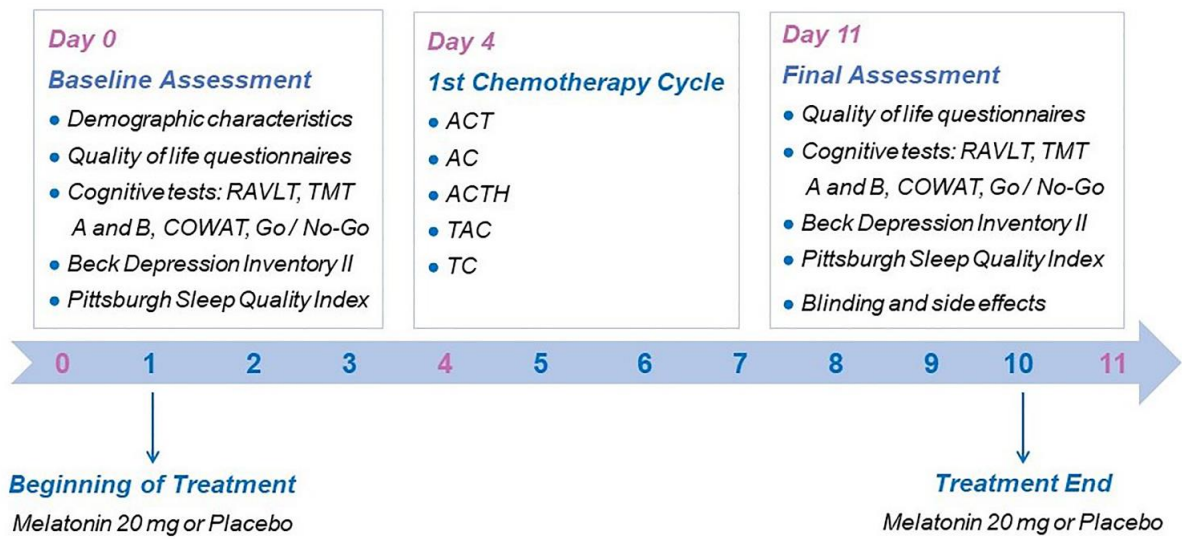 Day 0
Baseline Assessment
Demographic characteristics
Quality of life questionnaires
Cognitive tests: RAVLT, TMT
A and B, COWAT, Go / No-Go
Beck Depression Inventory II
Pittsburgh Sleep Quality Index
Day 4
1st Chemotherapy Cycle
ACT
AC
ACTH
TAC
TC
Day 11
Final Assessment
Quality of life questionnaires
Cognitive tests: RAVLT, TMT
A and B, COWAT, Go / No-Go
Beck Depression Inventory II
Pittsburgh Sleep Quality Index
Blinding and side effects
0 1 2 3 4 5 6 7 8 9 10 11
Beginning of Treatment
Melatonin 20 mg or Placebo
Treatment End
Melatonin 20 mg or Placebo